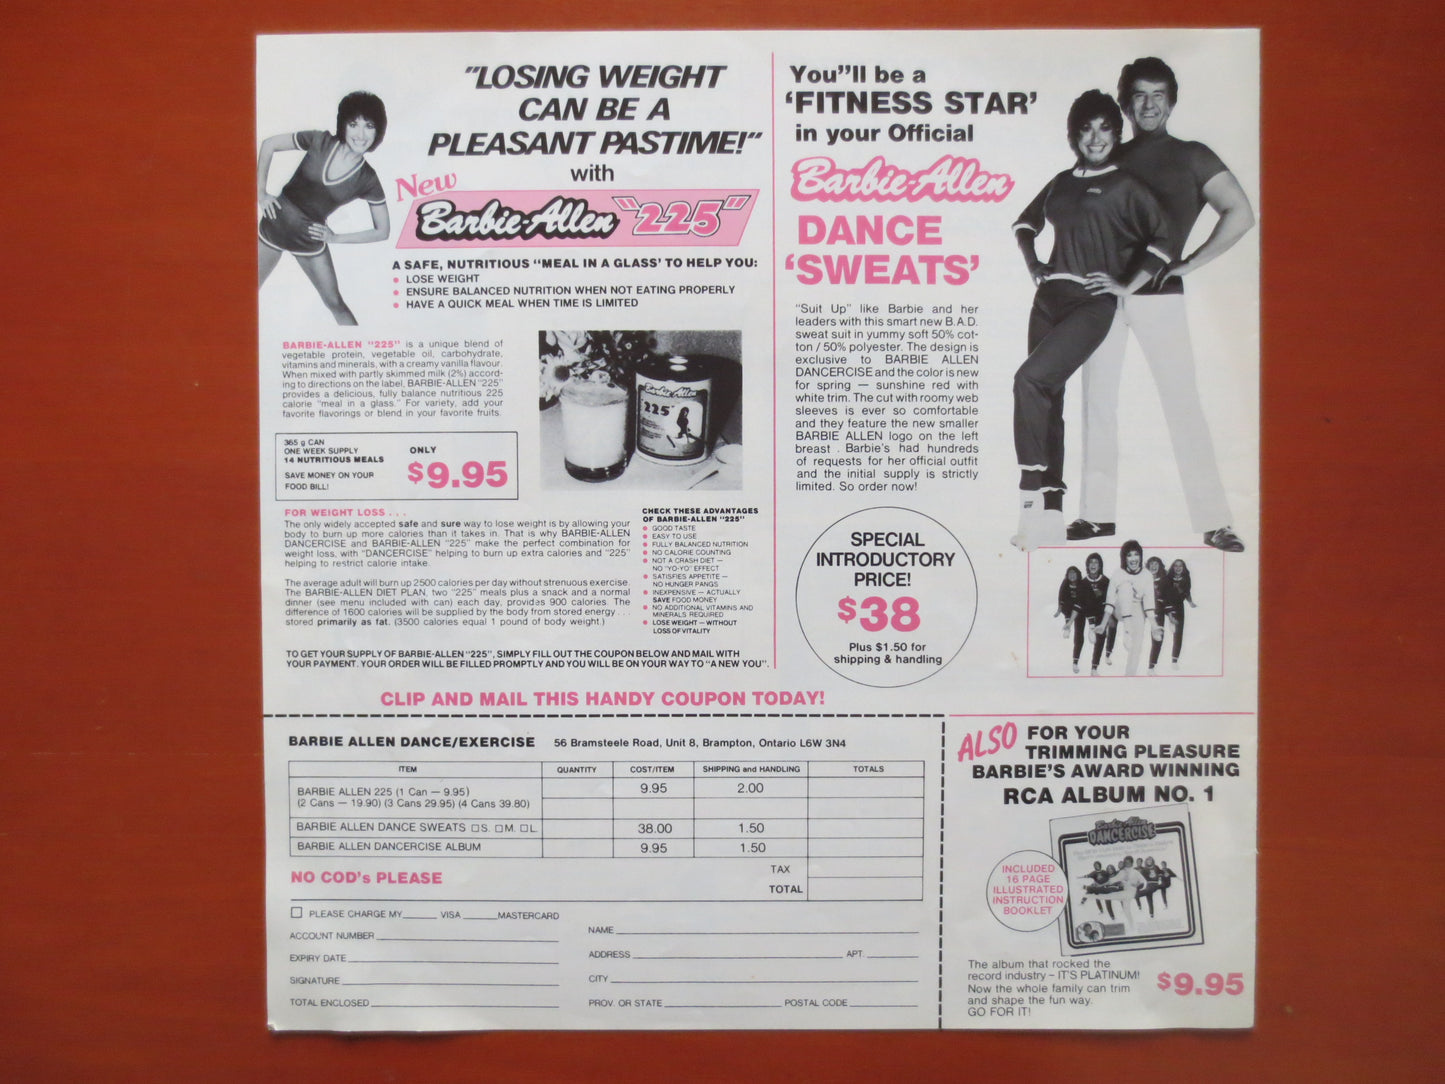 "LOSING WEIGHT
CAN BE A
PLEASANT PASTIME!"
with
New
Barbie-Allen "225"
A SAFE, NUTRITIOUS "MEAL IN A GLASS' TO HELP YOU:
● LOSE WEIGHT
● ENSURE BALANCED NUTRITION WHEN NOT EATING PROPERLY
● HAVE A QUICK MEAL WHEN TIME IS LIMITED
BARBIE-ALLEN "225" is a unique blend of
vegetable protein, vegetable oil, carbohydrate,
vitamins and minerals, with a creamy vanilla flavour.
When mixed with partly skimmed milk (2%) accord-
ing to directions on the label, BARBIE-ALLEN "225"
provides a delicious, fully balance nutritious 225
calorie "meal in a glass." For variety, add your
favorite flavorings or blend in your favorite fruits.
Barbie-Allen
225
365 g CAN
ONE WEEK SUPPLY
14 NUTRITIOUS MEALS
SAVE MONEY ON YOUR
FOOD BILL!
ONLY
$9.95
FOR WEIGHT LOSS . . .
The only widely accepted safe and sure way to lose weight is by allowing your
body to burn up more calories than it takes in. That is why BARBIE-ALLEN
DANCERCISE and BARBIE-ALLEN "225" make the perfect combination for
weight loss, with "DANCERCISE" helping to burn up extra calories and "225"
helping to restrict calorie intake.
The average adult will burn up 2500 calories per day without strenuous exercise.
The BARBIE-ALLEN DIET PLAN, two "225" meals plus a snack and a normal
dinner (see menu included with can) each day, provides 900 calories. The
difference of 1600 calories will be supplied by the body from stored energy . . .
stored primarily as fat. (3500 calories equal 1 pound of body weight.)
CHECK THESE ADVANTAGES
OF BARBIE-ALLEN "225"
● GOOD TASTE
● EASY TO USE
● FULLY BALANCED NUTRITION
● NO CALORIE COUNTING
● NOT A CRASH DIET —
NO "YO-YO" EFFECT
● SATISFIES APPETITE —
NO HUNGER PANGS
● INEXPENSIVE — ACTUALLY
SAVE FOOD MONEY
● NO ADDITIONAL VITAMINS AND
MINERALS REQUIRED
● LOSE WEIGHT — WITHOUT
LOSS OF VITALITY
TO GET YOUR SUPPLY OF BARBIE-ALLEN "225", SIMPLY FILL OUT THE COUPON BELOW AND MAIL WITH
YOUR PAYMENT. YOUR ORDER WILL BE FILLED PROMPTLY AND YOU WILL BE ON YOUR WAY TO "A NEW YOU".
You"ll be a
'FITNESS STAR'
in your Official
Barbie-Allen
DANCE
'SWEATS'
"Suit Up" like Barbie and her
leaders with this smart new B.A.D.
sweat suit in yummy soft 50% cot-
ton / 50% polyester. The design is
exclusive to BARBIE ALLEN
DANCERCISE and the color is new
for spring — sunshine red with
white trim. The cut with roomy web
sleeves is ever so comfortable
and they feature the new smaller
BARBIE ALLEN logo on the left
breast . Barbie's had hundreds
of requests for her official outfit
and the initial supply is strictly
limited. So order now!
SPECIAL
INTRODUCTORY
PRICE!
$38
Plus $1.50 for
shipping & handling
CLIP AND MAIL THIS HANDY COUPON TODAY!
BARBIE ALLEN DANCE/EXERCISE 56 Bramsteele Road, Unit 8, Brampton, Ontario L6W 3N4
ITEM QUANTITY COST/ITEM SHIPPING and HANDLING TOTALS
BARBIE ALLEN 225 (1 Can — 9.95) 9.95 2.00
(2 Cans — 19.90) (3 Cans 29.95) (4 Cans 39.80)
BARBIE ALLEN DANCE SWEATS □S. □M. □L. 38.00 1.50
BARBIE ALLEN DANCERCISE ALBUM 9.95 1.50
NO COD's PLEASE
TAX
TOTAL
□ PLEASE CHARGE MY______ VISA ______MASTERCARD
ACCOUNT NUMBER
EXPIRY DATE
SIGNATURE
TOTAL ENCLOSED
NAME
ADDRESS APT.
CITY
PROV. OR STATE POSTAL CODE
ALSO FOR YOUR
TRIMMING PLEASURE
BARBIE'S AWARD WINNING
RCA ALBUM NO. 1
INCLUDED
16 PAGE
ILLUSTRATED
INSTRUCTION
BOOKLET
Barbie Allen
DANCERCISE
The album that rocked the
record industry – IT'S PLATINUM!
Now the whole family can trim
and shape the fun way.
GO FOR IT!
$9.95